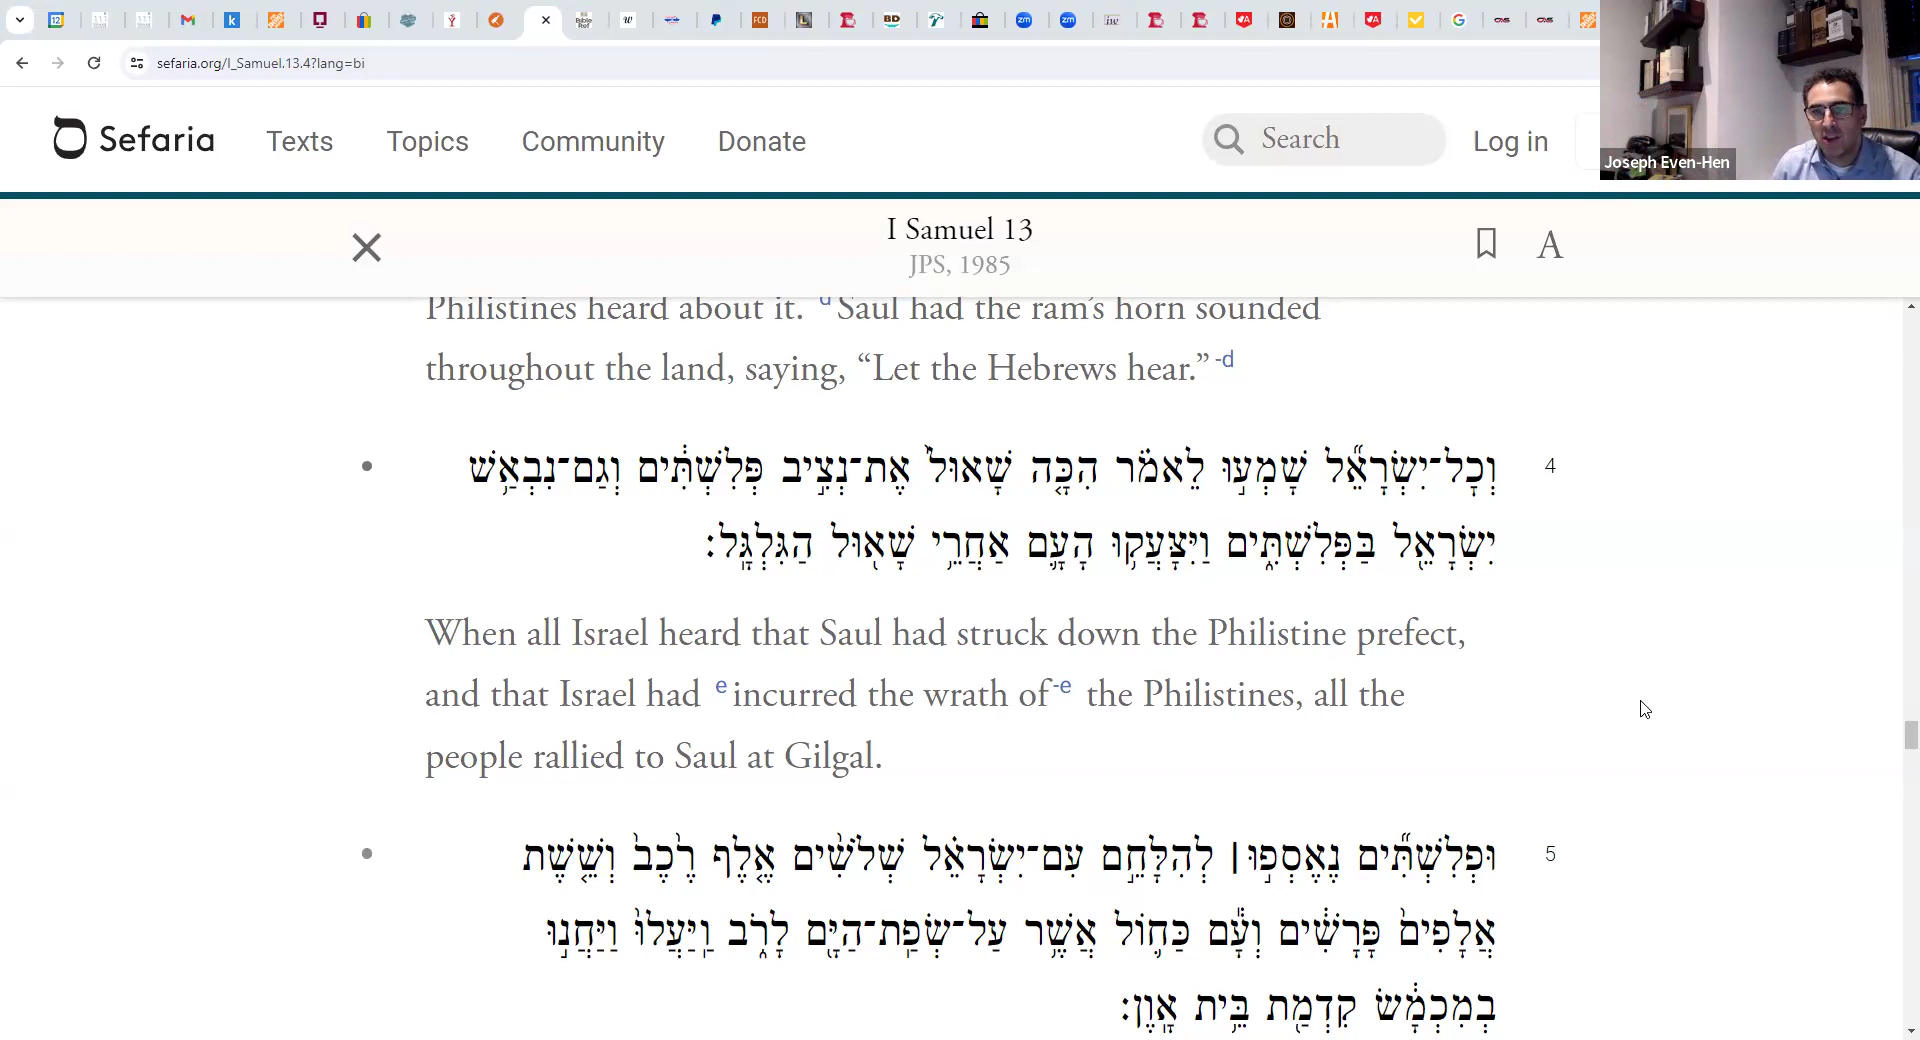 sefaria.org/I_Samuel.13.4?lang=bi
Sefaria Texts Topics Community Donate Search Log in
Joseph Even-Hen
I Samuel 13
JPS, 1985
Philistines heard about it. d Saul had the ram’s horn sounded
throughout the land, saying, “Let the Hebrews hear.” -d
4
וְכׇל־יִשְׂרָאֵ֞ל שָׁמְע֣וּ לֵאמֹ֗ר הִכָּ֤ה שָׁאוּל֙ אֶת־נְצִ֣יב פְּלִשְׁתִּ֔ים וְגַם־נִבְאַ֥שׁ
יִשְׂרָאֵ֖ל בַּפְּלִשְׁתִּ֑ים וַיִּצָּעֲק֥וּ הָעָ֛ם אַחֲרֵ֥י שָׁא֖וּל הַגִּלְגָּֽל׃
When all Israel heard that Saul had struck down the Philistine prefect,
and that Israel had e incurred the wrath of -e the Philistines, all the
people rallied to Saul at Gilgal.
5
וּפְלִשְׁתִּ֞ים נֶאֶסְפ֣וּ ׀ לְהִלָּחֵ֣ם עִם־יִשְׂרָאֵ֗ל שְׁלֹשִׁ֨ים אֶ֤לֶף רֶ֙כֶב֙ וְשֵׁ֤שֶׁת
אֲלָפִים֙ פָּרָשִׁ֔ים וְעָ֕ם כַּח֛וֹל אֲשֶׁ֥ר עַל־שְׂפַֽת־הַיָּ֖ם לָרֹ֑ב וַֽיַּעֲלוּ֙ וַיַּחֲנ֣וּ
בְמִכְמָ֔שׂ קִדְמַ֖ת בֵּ֥ית אָֽוֶן׃